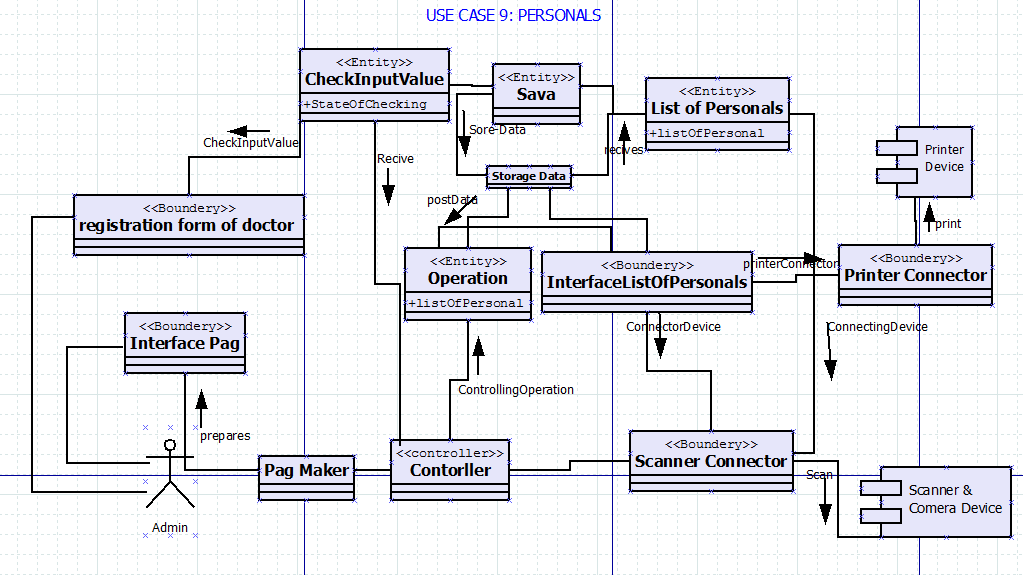 USE CASE 9: PERSONALS
<<Entity>>
CheckInputValue
+StateOfChecking
<<Entity>>
Sava
<<Entity>>
List of Personals
+listOfPersonal
CheckInputValue
Sore-Data
recives
Recive
Printer
Device
Storage Data
postData
print
<<Boundery>>
registration form of doctor
<<Entity>>
Operation
+listOfPersonal
<<Boundery>>
InterfaceListOfPersonals
printerConnector
<<Boundery>>
Printer Connector
<<Boundery>>
Interface Pag
ConnectorDevice
ConnectingDevice
ControllingOperation
prepares
Pag Maker
<<controller>>
Contorller
<<Boundery>>
Scanner Connector
Scan
Scanner &
Comera Device
Admin